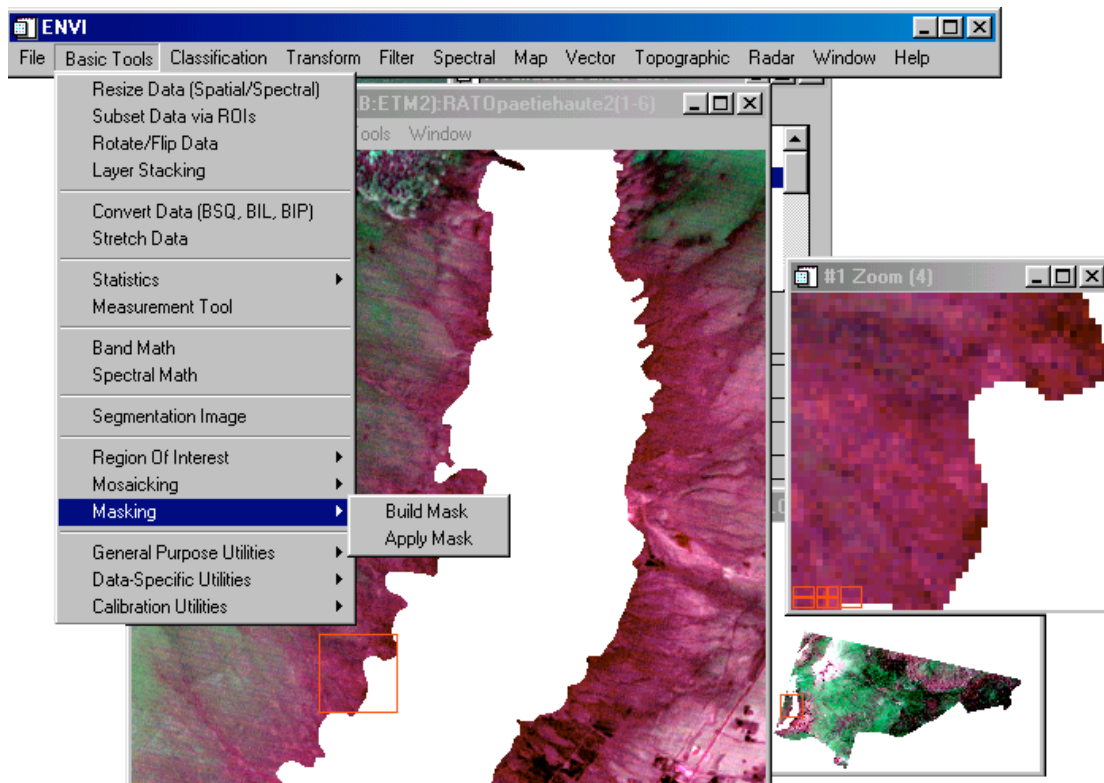 ENVI
File Basic Tools Classification Transform Filter Spectral Map Vector Topographic Radar Window Help
Resize Data (Spatial/Spectral)
Subset Data via ROIs
Rotate/Flip Data
Layer Stacking
Convert Data (BSQ, BIL, BIP)
Stretch Data
Statistics
Measurement Tool
Band Math
Spectral Math
Segmentation Image
Region Of Interest
Mosaicking
Masking
Build Mask
Apply Mask
General Purpose Utilities
Data-Specific Utilities
Calibration Utilities
B:ETM2):RATOpaetiehaute2(1-6)
ools Window
#1 Zoom (4)